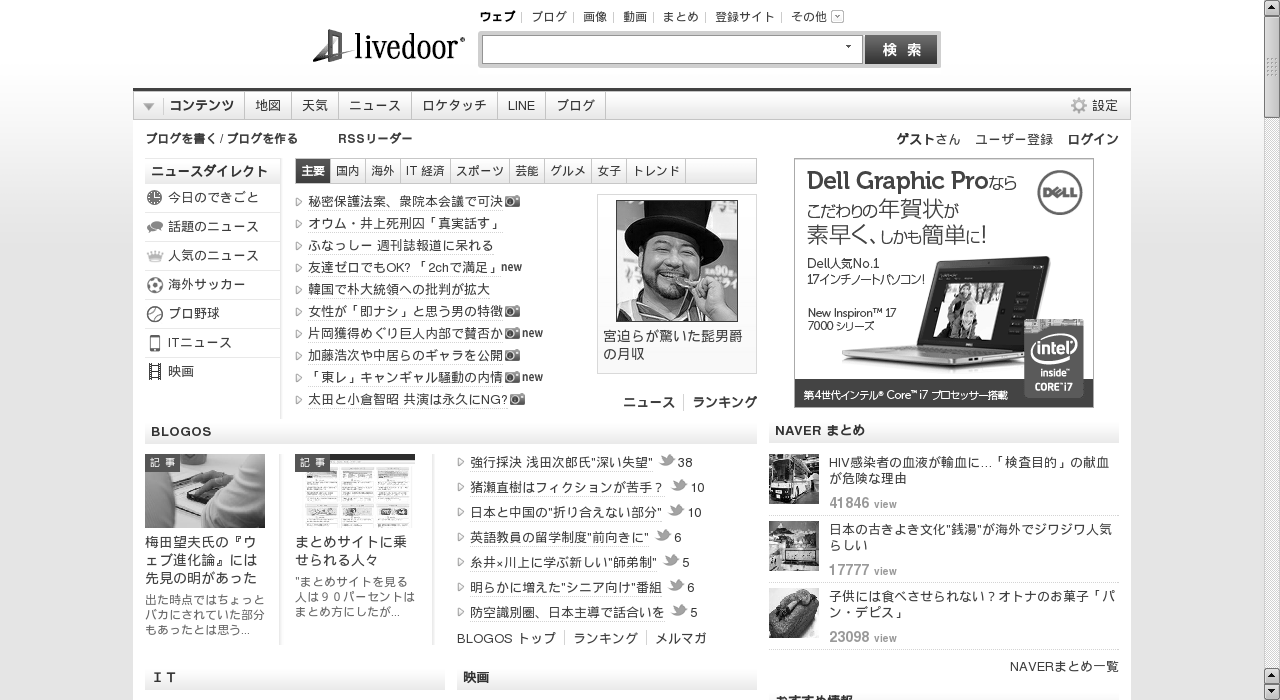 ウェブ ブログ 画像 動画 まとめ 登録サイト その他
livedoor
検 索
コンテンツ 地図 天気 ニュース ロケタッチ LINE ブログ 設定
ブログを書く / ブログを作る RSSリーダー ゲストさん ユーザー登録 ログイン
ニュースダイレクト
今日のできごと
話題のニュース
人気のニュース
海外サッカー
プロ野球
ITニュース
映画
主要 国内 海外 IT 経済 スポーツ 芸能 グルメ 女子 トレンド
秘密保護法案、衆院本会議で可決
オウム・井上死刑囚「真実話す」
ふなっしー 週刊誌報道に呆れる
友達ゼロでもOK? 「2chで満足」new
韓国で朴大統領への批判が拡大
女性が「即ナシ」と思う男の特徴
片岡獲得めぐり巨人内部で賛否か new
加藤浩次や中居らのギャラを公開
「東レ」キャンギャル騒動の内情 new
太田と小倉智昭 共演は永久にNG?
宮迫らが驚いた髭男爵
の月収
ニュース ランキング
Dell Graphic Proなら
DELL
こだわりの年賀状が
素早く、しかも簡単に!
Dell人気No.1
17インチノートパソコン!
New Inspiron™ 17
7000 シリーズ
intel
inside™
CORE™ i7
第4世代インテル® Core™ i7 プロセッサー搭載
BLOGOS
記 事
梅田望夫氏の『ウ
ェブ進化論』には
先見の明があった
出た時点ではちょっと
バカにされていた部分
もあったとは思う...
記 事
まとめサイトに乗
せられる人々
"まとめサイトを見る
人は９０パーセントは
まとめ方にしたが...
強行採決 浅田次郎氏"深い失望" 38
猪瀬直樹はフィクションが苦手？ 10
日本と中国の"折り合えない部分" 10
英語教員の留学制度"前向きに" 6
糸井×川上に学ぶ新しい"師弟制" 5
明らかに増えた"シニア向け"番組 6
防空識別圏、日本主導で話合いを 5
BLOGOS トップ ランキング メルマガ
NAVER まとめ
HIV感染者の血液が輸血に…「検査目的」の献血
が危険な理由
41846 view
日本の古きよき文化"銭湯"が海外でジワジワ人気
らしい
17777 view
子供には食べさせられない？オトナのお菓子「パ
ン・デピス」
23098 view
NAVERまとめ一覧
ＩＴ
映画
おすすめ情報